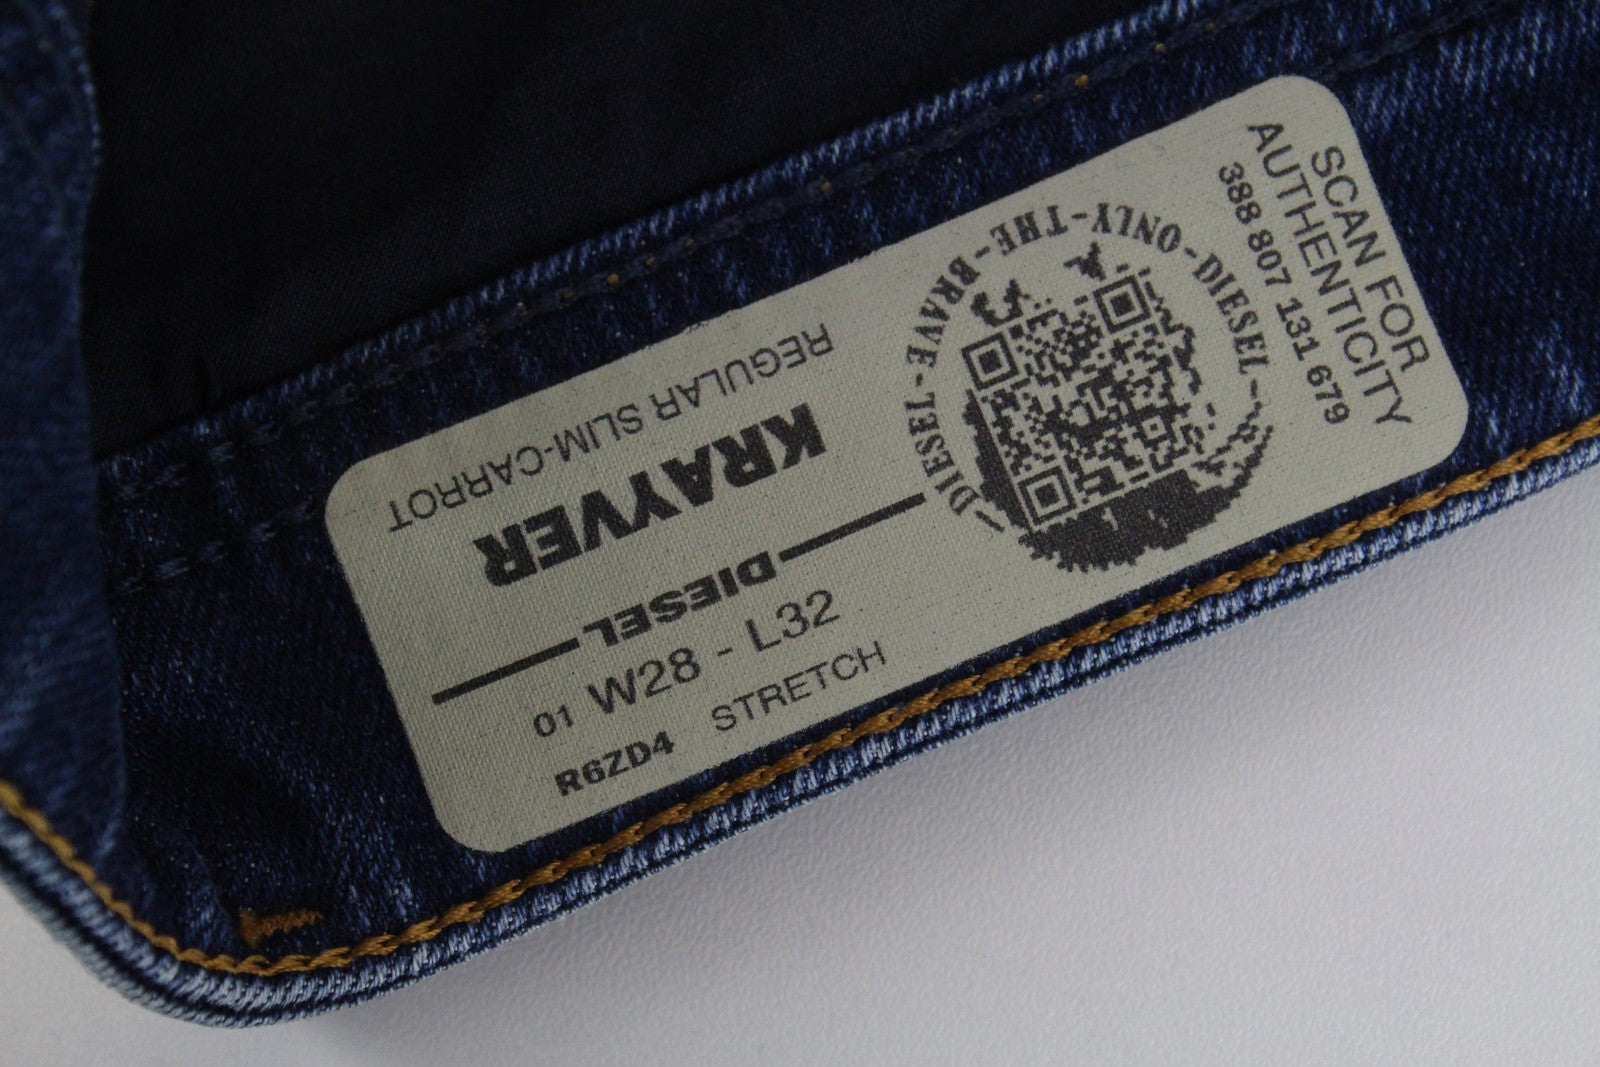 REGULAR SLIM-CARROT
KRAYVER
DIESEL
01 W28 - L32
R6ZD4 STRETCH
DIESEL - ONLY - THE - BRAVE - DIESEL
SCAN FOR
AUTHENTICITY
388 807 131 679